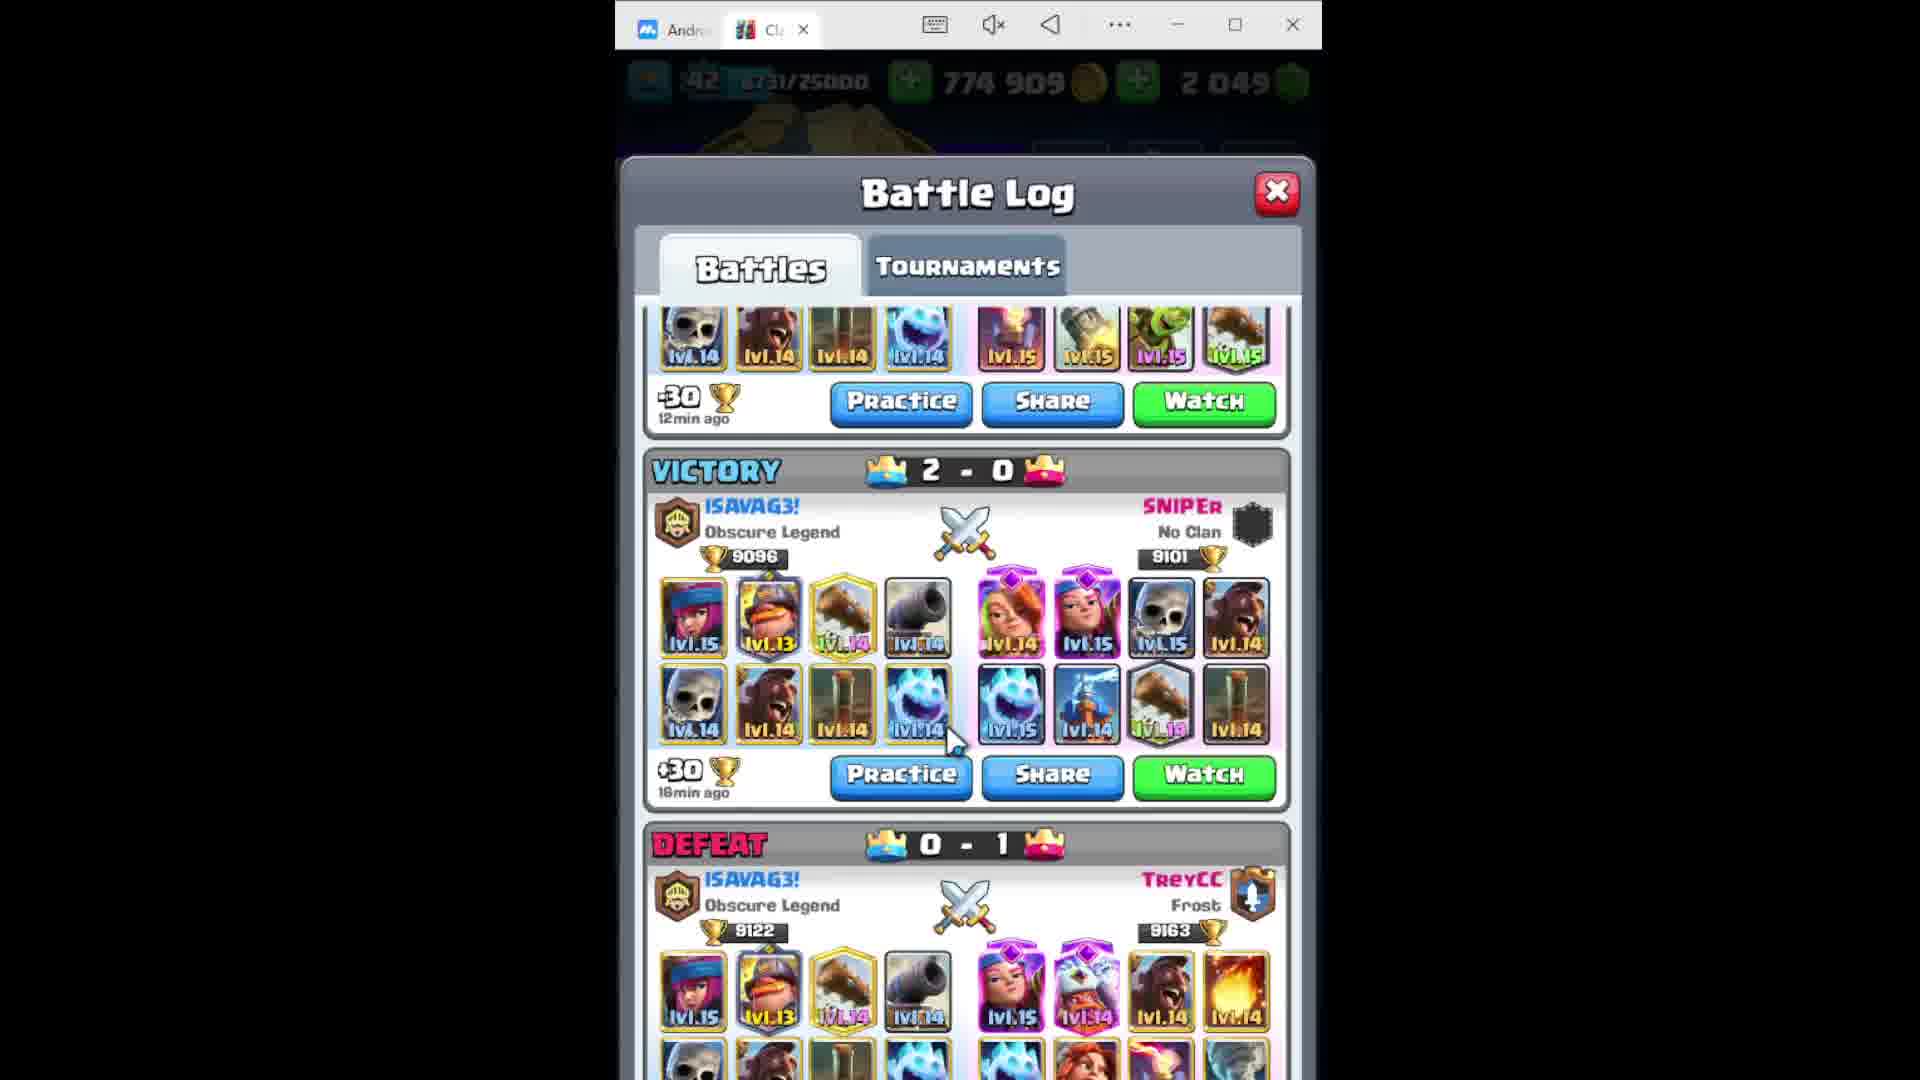 Andro
Cla
42 8731/25000 774 909 2 049
Battle Log
Battles Tournaments
lvl.14 lvl.14 lvl.14 lvl.14 lvl.15 lvl.15 lvl.15 lvl.15
-30
12min ago
Practice Share Watch
VICTORY 2 - 0
ISAVAG3! SNIPEr
Obscure Legend No Clan
9096 9101
lvl.15 lvl.13 lvl.14 lvl.14 lvl.14 lvl.15 lvl.15 lvl.14
lvl.14 lvl.14 lvl.14 lvl.14 lvl.15 lvl.14 lvl.14
+30
16min ago
Practice Share Watch
DEFEAT 0 - 1
ISAVAG3! TreyCC
Obscure Legend Frost
9122 9163
lvl.15 lvl.13 lvl.14 lvl.14 lvl.15 lvl.14 lvl.14 lvl.14